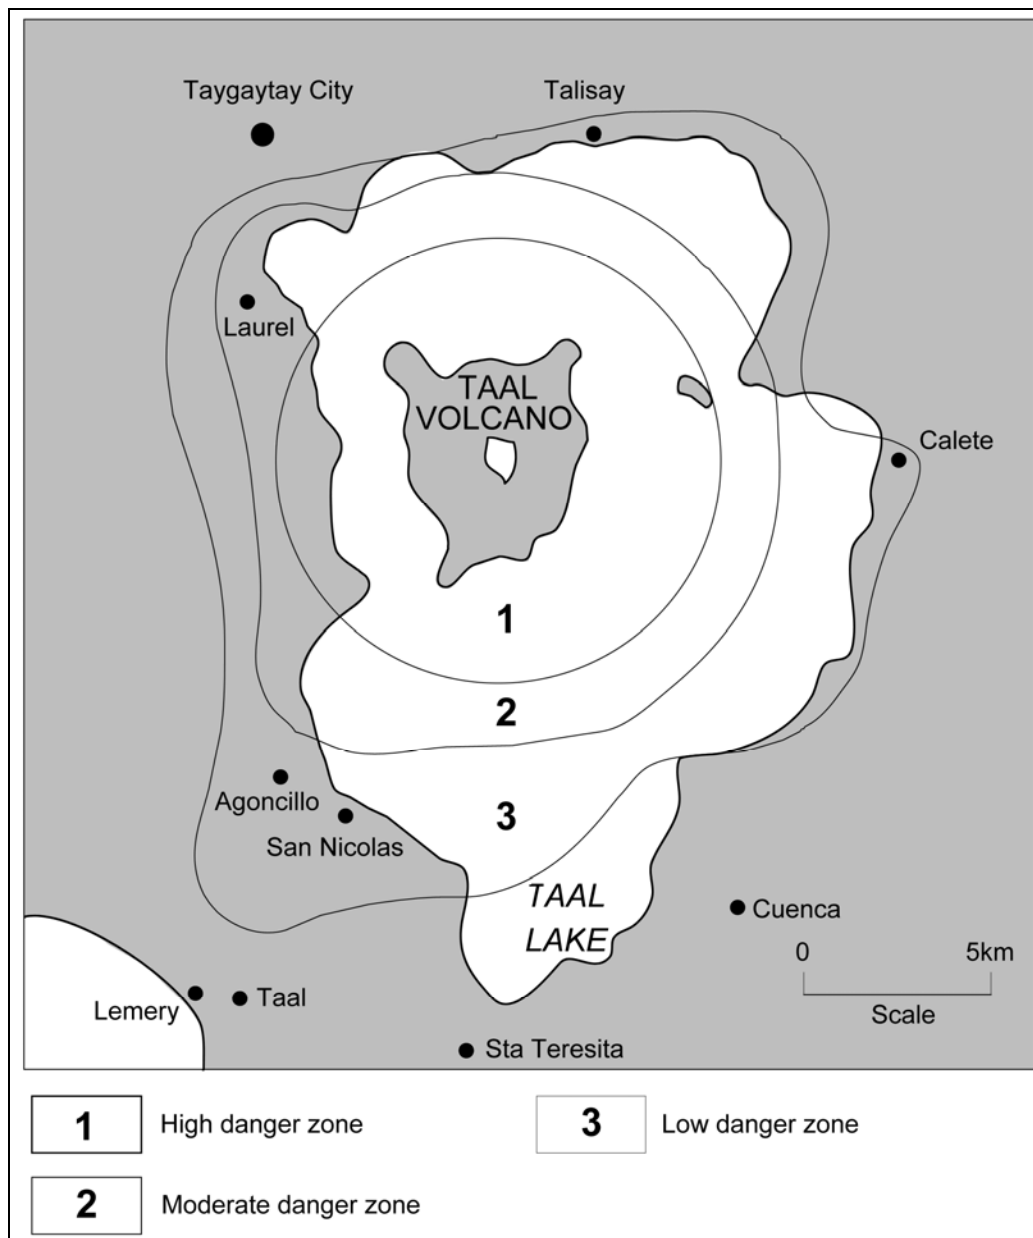 Taygaytay City
Talisay
Laurel
TAAL
VOLCANO
Calete
1
2
Agoncillo
San Nicolas
3
TAAL
LAKE
Cuenca
0 5km
Scale
Lemery
Taal
Sta Teresita
1 High danger zone
3 Low danger zone
2 Moderate danger zone